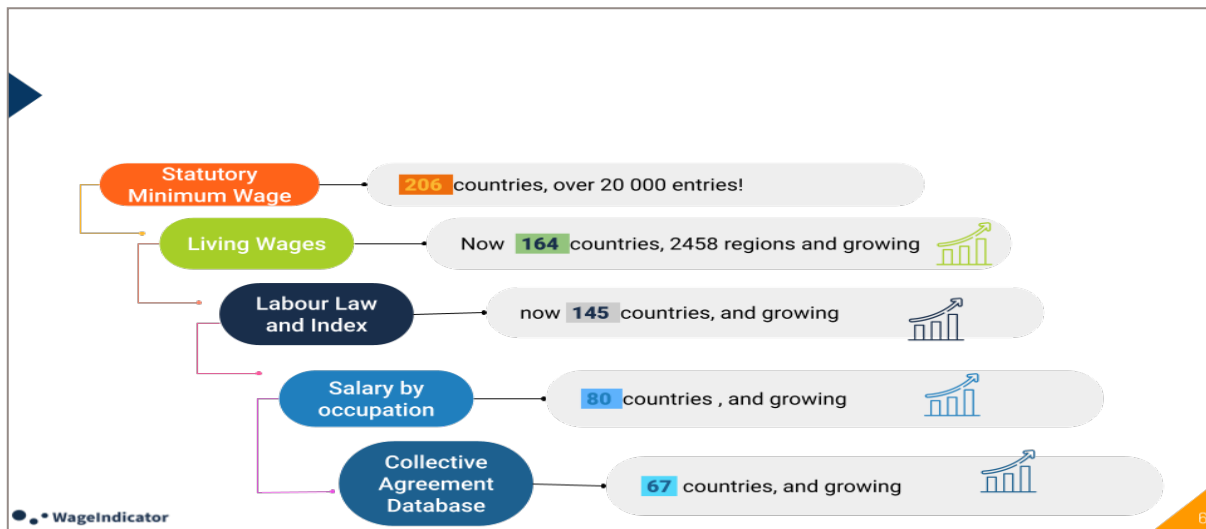 Statutory
Minimum Wage
206 countries, over 20 000 entries!
Living Wages
Now 164 countries, 2458 regions and growing
Labour Law
and Index
now 145 countries, and growing
Salary by
occupation
80 countries , and growing
Collective
Agreement
Database
67 countries, and growing
WageIndicator
6